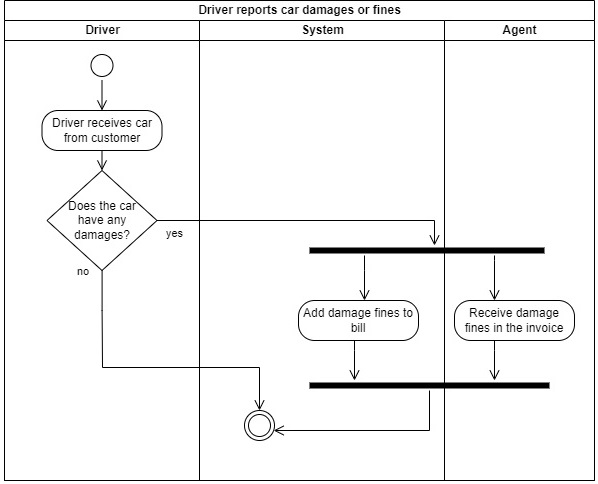 Driver reports car damages or fines
Driver
System
Agent
Driver receives car
from customer
Does the car
have any
damages?
yes
no
Add damage fines to
bill
Receive damage
fines in the invoice